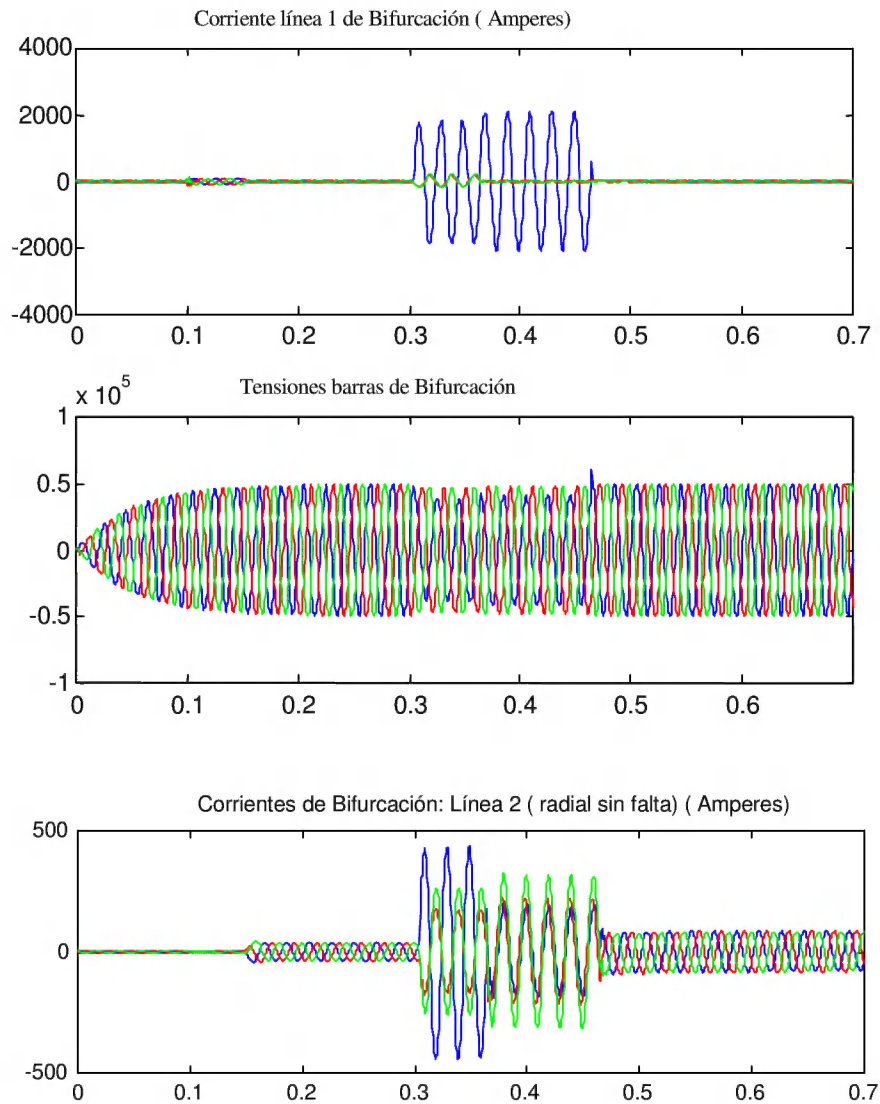 Corriente línea 1 de Bifurcación ( Amperes)
4000
2000
0
-2000
-4000
0 0.1 0.2 0.3 0.4 0.5 0.6 0.7
x 10^5 Tensiones barras de Bifurcación
1
0.5
0
-0.5
-1
0 0.1 0.2 0.3 0.4 0.5 0.6
Corrientes de Bifurcación: Línea 2 ( radial sin falta) ( Amperes)
500
0
-500
0 0.1 0.2 0.3 0.4 0.5 0.6 0.7